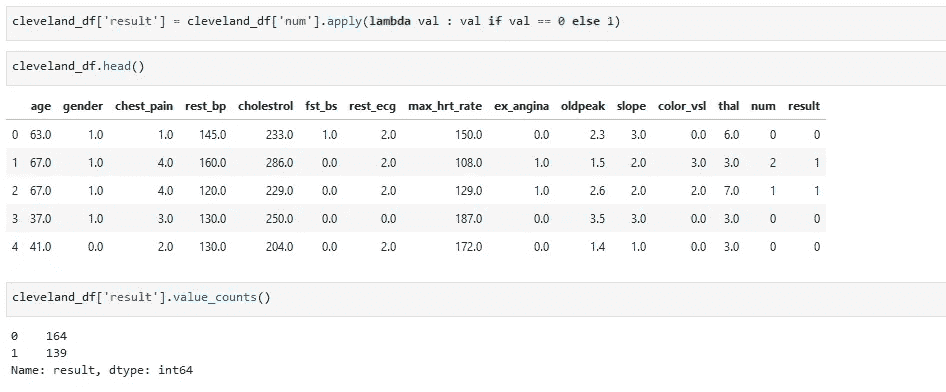 cleveland_df['result'] = cleveland_df['num'].apply(lambda val : val if val == 0 else 1)
cleveland_df.head()
age gender chest_pain rest_bp cholestrol fst_bs rest_ecg max_hrt_rate ex_angina oldpeak slope color_vsl thal num result
0 63.0 1.0 1.0 145.0 233.0 1.0 2.0 150.0 0.0 2.3 3.0 0.0 6.0 0 0
1 67.0 1.0 4.0 160.0 286.0 0.0 2.0 108.0 1.0 1.5 2.0 3.0 3.0 2 1
2 67.0 1.0 4.0 120.0 229.0 0.0 2.0 129.0 1.0 2.6 2.0 2.0 7.0 1 1
3 37.0 1.0 3.0 130.0 250.0 0.0 0.0 187.0 0.0 3.5 3.0 0.0 3.0 0 0
4 41.0 0.0 2.0 130.0 204.0 0.0 2.0 172.0 0.0 1.4 1.0 0.0 3.0 0 0
cleveland_df['result'].value_counts()
0 164
1 139
Name: result, dtype: int64